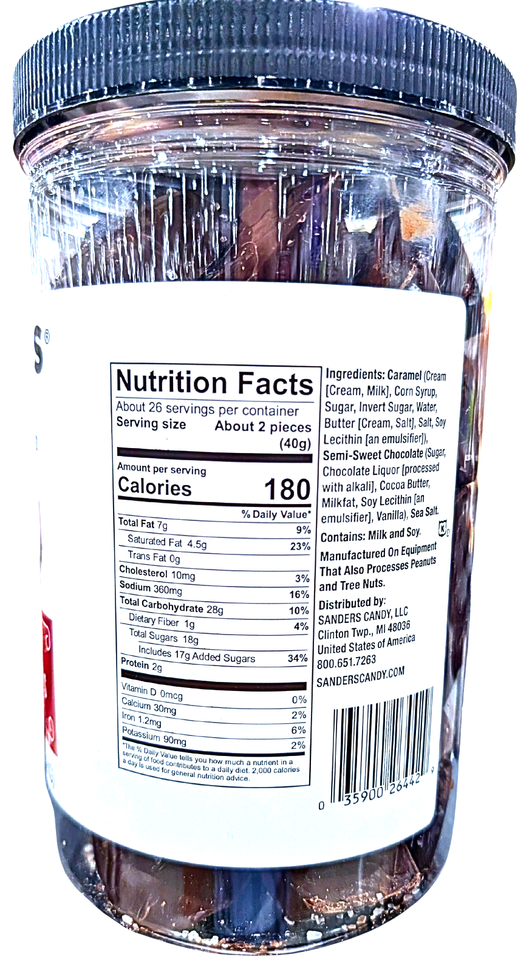 S®
Nutrition Facts
About 26 servings per container
Serving size About 2 pieces
(40g)
Amount per serving
Calories 180
% Daily Value*
Total Fat 7g 9%
Saturated Fat 4.5g 23%
Trans Fat 0g
Cholesterol 10mg 3%
Sodium 360mg 16%
Total Carbohydrate 28g 10%
Dietary Fiber 1g 4%
Total Sugars 18g
Includes 17g Added Sugars 34%
Protein 2g
Vitamin D 0mcg 0%
Calcium 30mg 2%
Iron 1.2mg 6%
Potassium 90mg 2%
*The % Daily Value tells you how much a nutrient in a
serving of food contributes to a daily diet. 2,000 calories
a day is used for general nutrition advice.
Ingredients: Caramel (Cream
[Cream, Milk], Corn Syrup,
Sugar, Invert Sugar, Water,
Butter [Cream, Salt], Salt, Soy
Lecithin [an emulsifier]),
Semi-Sweet Chocolate (Sugar,
Chocolate Liquor [processed
with alkali], Cocoa Butter,
Milkfat, Soy Lecithin [an
emulsifier], Vanilla), Sea Salt.
Contains: Milk and Soy.
K D
Manufactured On Equipment
That Also Processes Peanuts
and Tree Nuts.
Distributed by:
SANDERS CANDY, LLC
Clinton Twp., MI 48036
United States of America
800.651.7263
SANDERSCANDY.COM
0 35900 26442 9